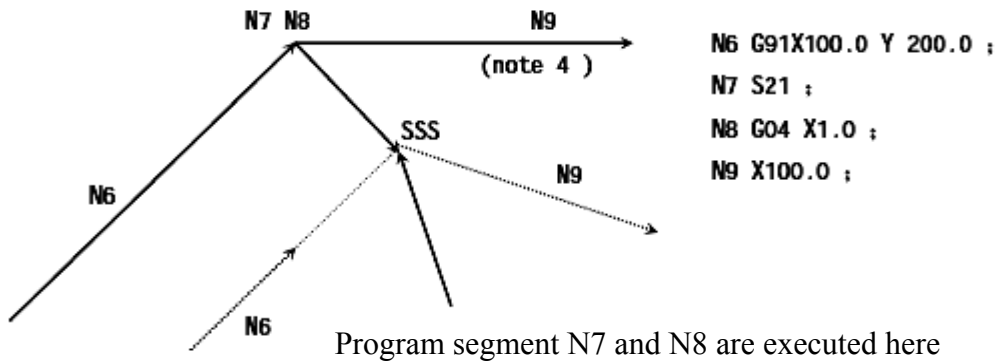 N7 N8
N9
(note 4 )
SSS
N9
N6
N6
N6 G91X100.0 Y 200.0 ;
N7 S21 ;
N8 G04 X1.0 ;
N9 X100.0 ;
Program segment N7 and N8 are executed here